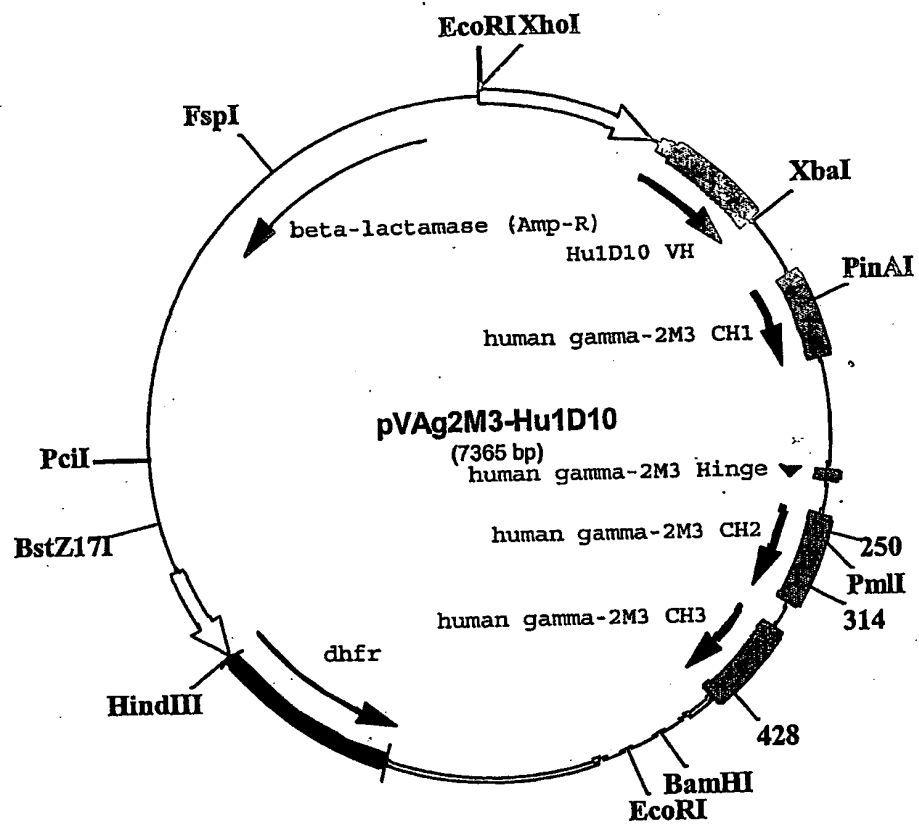 EcoRI XhoI
FspI
XbaI
beta-lactamase (Amp-R)
Hu1D10 VH
PinAI
human gamma-2M3 CH1
pVAg2M3-Hu1D10
(7365 bp)
PciI
human gamma-2M3 Hinge
human gamma-2M3 CH2
250
BstZ17I
PmlI
human gamma-2M3 CH3
314
dhfr
HindIII
428
BamHI
EcoRI